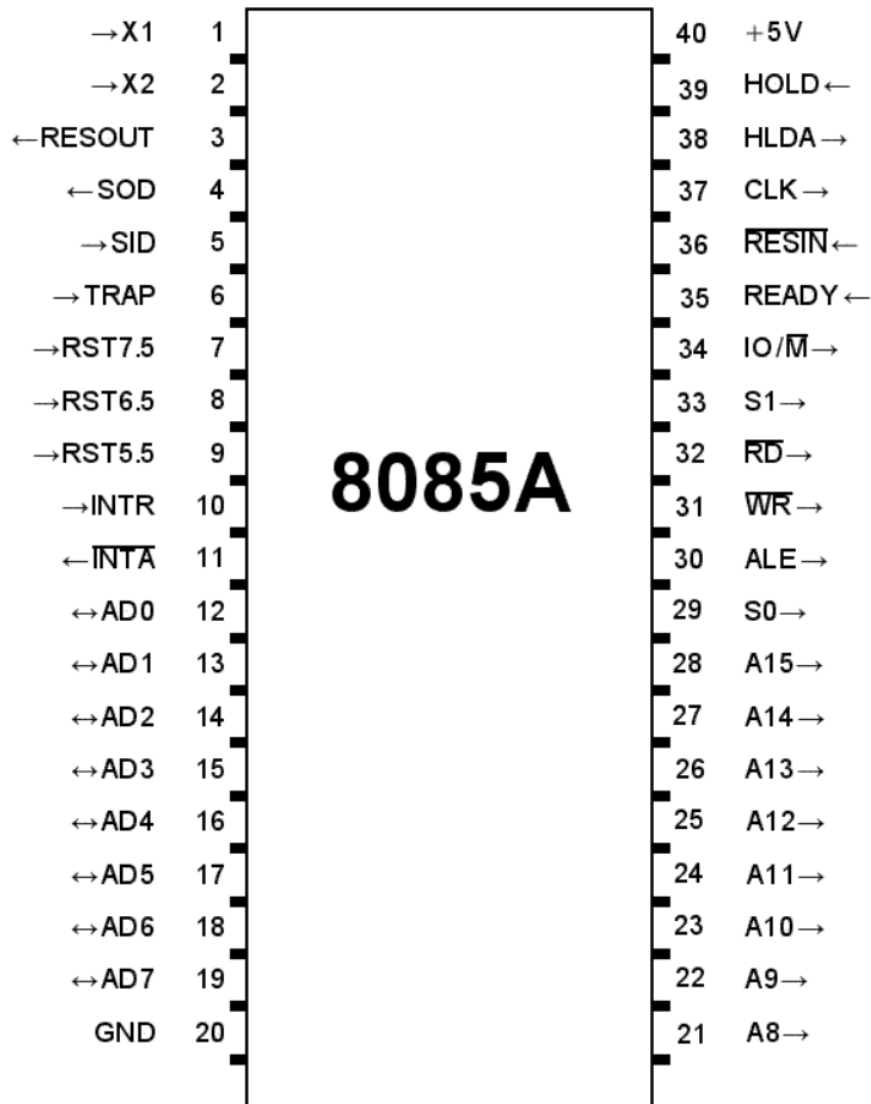 →X1 1 40 +5V
→X2 2 39 HOLD←
←RESOUT 3 38 HLDA→
←SOD 4 37 CLK→
→SID 5 36 R̅E̅S̅I̅N̅←
→TRAP 6 35 READY←
→RST7.5 7 34 IO/M̅→
→RST6.5 8 33 S1→
→RST5.5 9 32 R̅D̅→
8085A
→INTR 10 31 W̅R̅→
←I̅N̅T̅A̅ 11 30 ALE→
↔AD0 12 29 S0→
↔AD1 13 28 A15→
↔AD2 14 27 A14→
↔AD3 15 26 A13→
↔AD4 16 25 A12→
↔AD5 17 24 A11→
↔AD6 18 23 A10→
↔AD7 19 22 A9→
GND 20 21 A8→